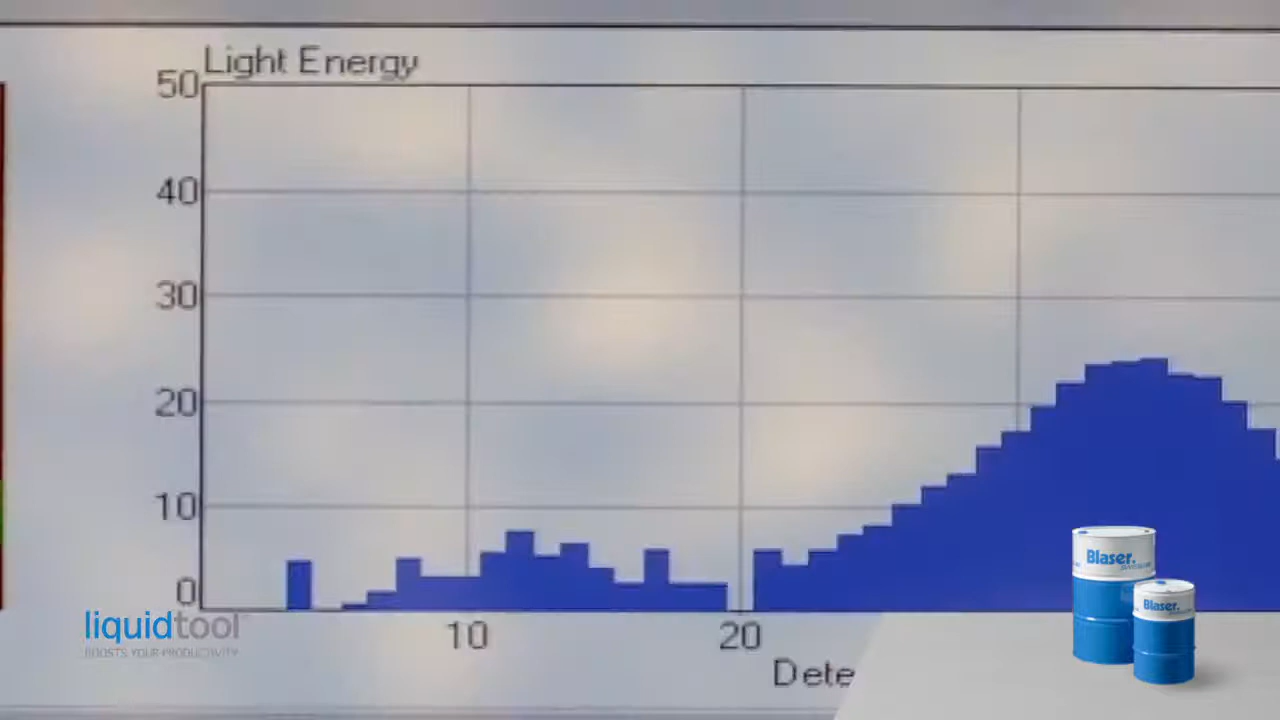 Light Energy
50
40
30
20
10
0
10
20
Dete
liquidtool
BOOSTS YOUR PRODUCTIVITY
Blaser.
Blaser.